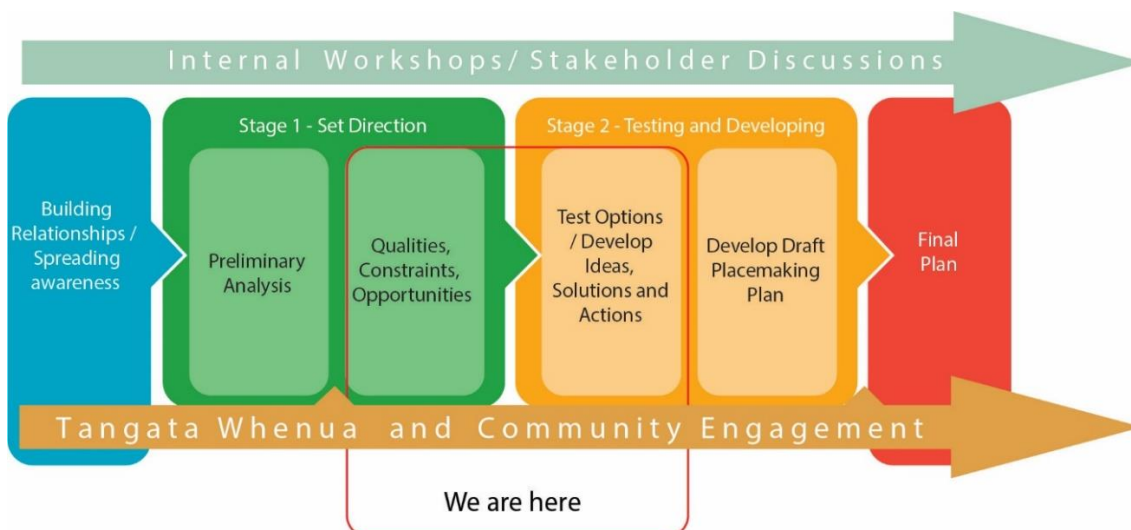 Internal Workshops/ Stakeholder Discussions
Building
Relationships /
Spreading
awareness
Stage 1 - Set Direction
Preliminary
Analysis
Qualities,
Constraints,
Opportunities
Stage 2 - Testing and Developing
Test Options
/ Develop
Ideas,
Solutions and
Actions
Develop Draft
Placemaking
Plan
Final
Plan
Tangata Whenua and Community Engagement
We are here